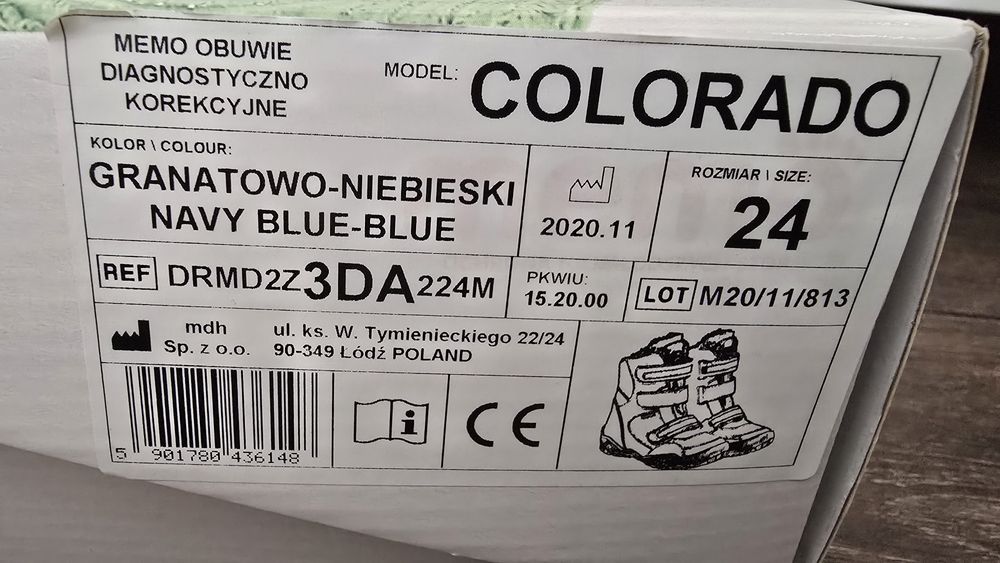 MEMO OBUWIE
DIAGNOSTYCZNO
KOREKCYJNE
MODEL: COLORADO
KOLOR \ COLOUR:
GRANATOWO-NIEBIESKI
NAVY BLUE-BLUE
2020.11
ROZMIAR \ SIZE:
24
REF DRMD2Z3DA224M
PKWIU:
15.20.00
LOT M20/11/813
mdh
Sp. z o.o.
ul. ks. W. Tymienieckiego 22/24
90-349 Łódź POLAND
5 901780 436148
i
CE